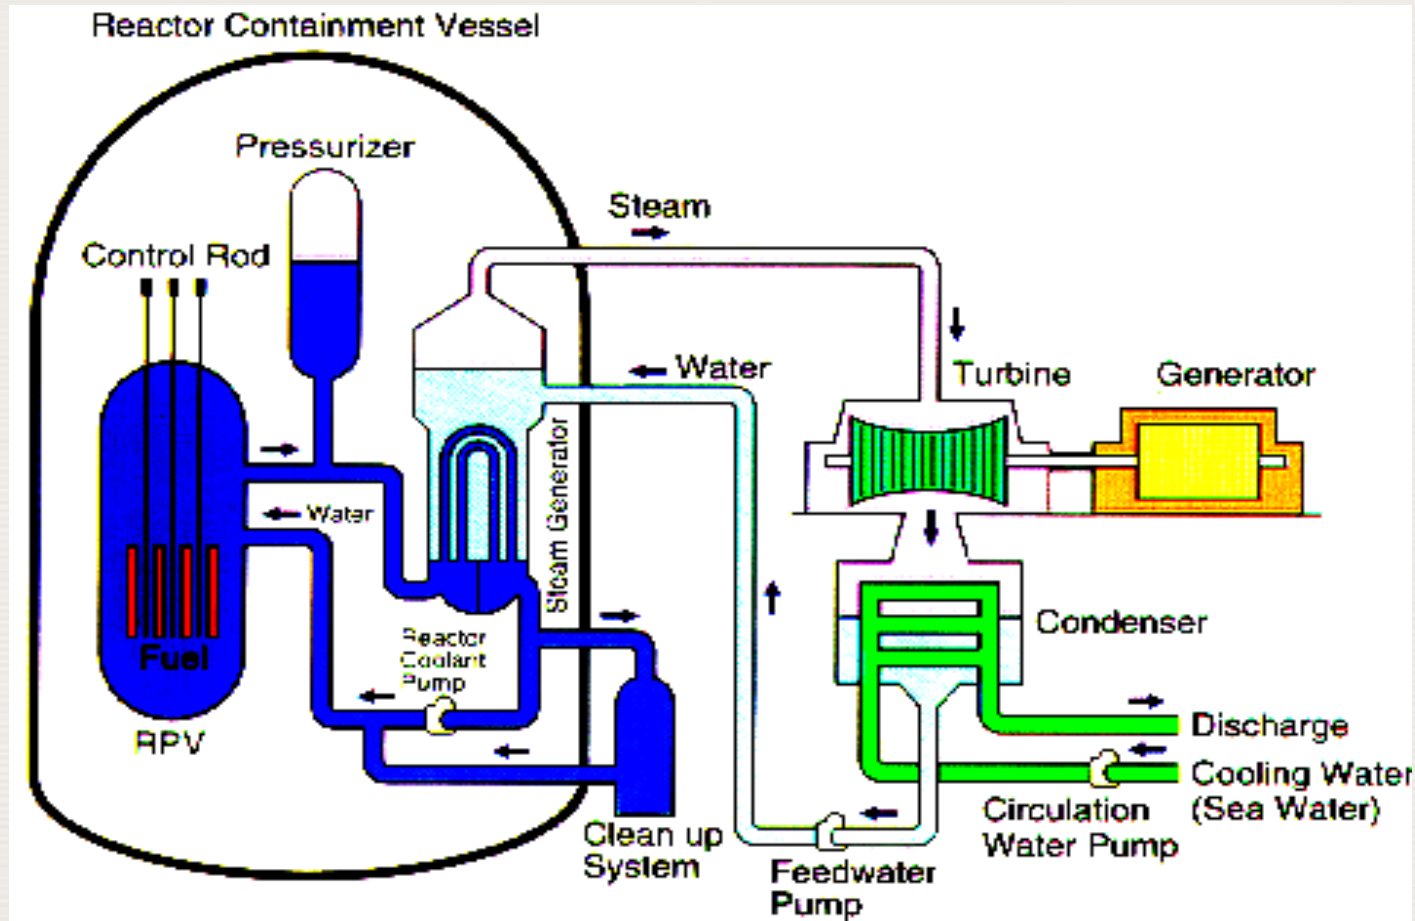 Reactor Containment Vessel
Pressurizer
Control Rod
Steam
Water
Turbine
Generator
Water
Steam Generator
Fuel
RPV
Reactor
Coolant
Pump
Condenser
Discharge
Cooling Water
(Sea Water)
Circulation
Water Pump
Clean up
System
Feedwater
Pump